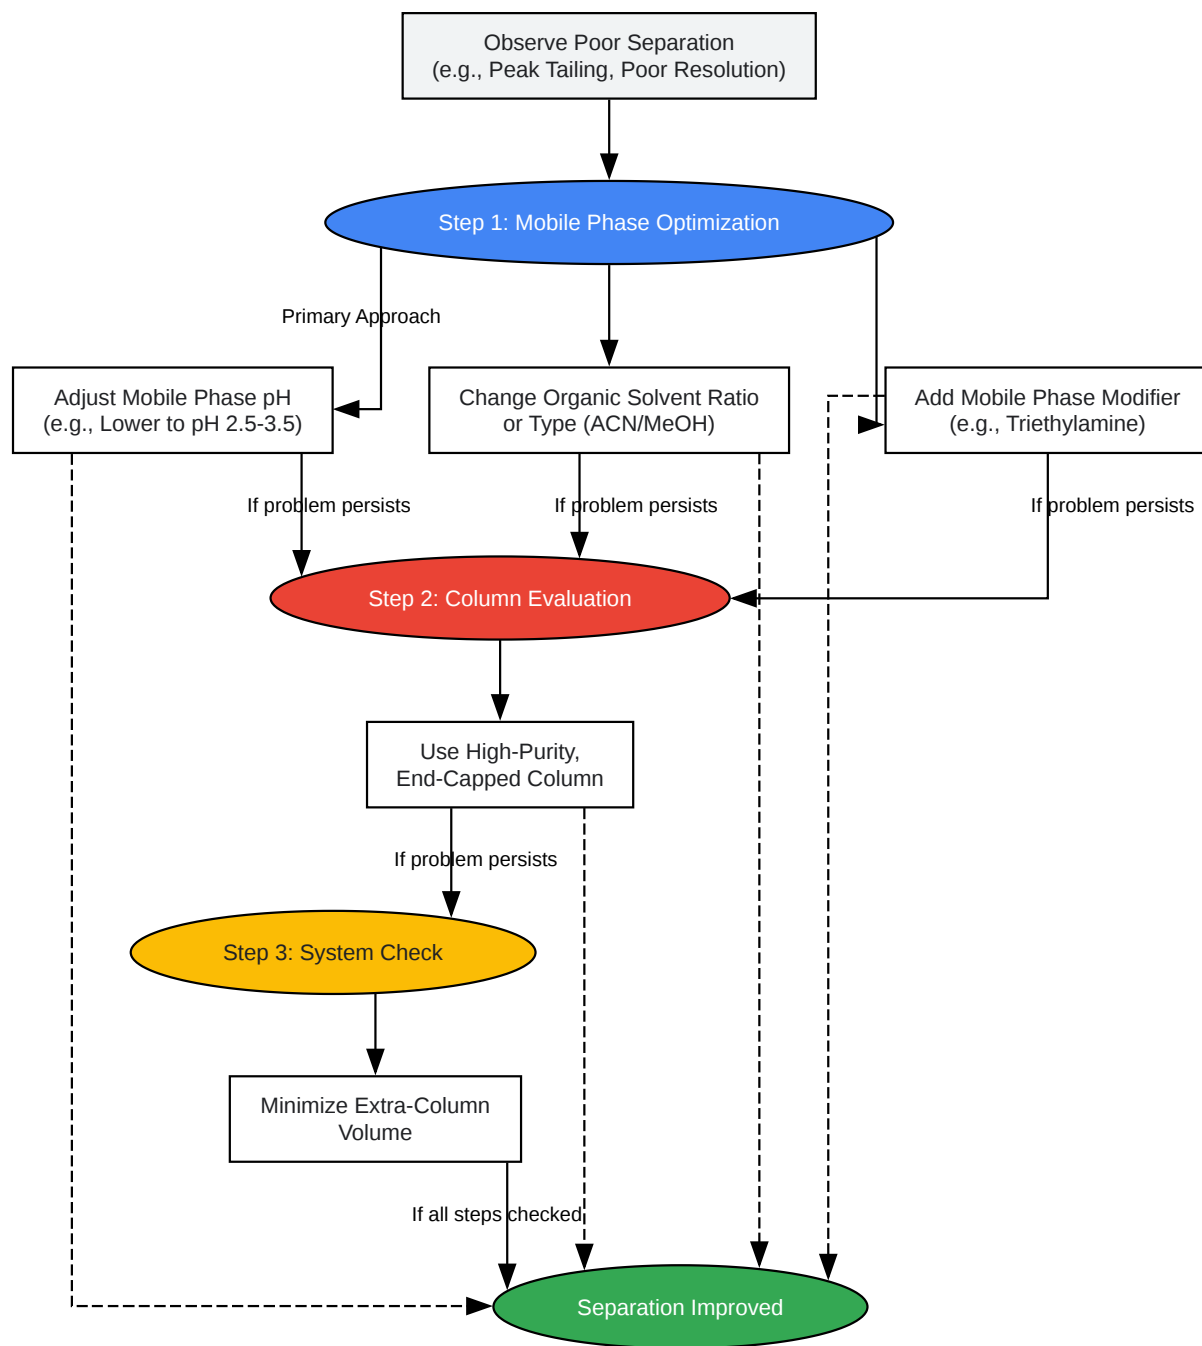 Observe Poor Separation
(e.g., Peak Tailing, Poor Resolution)
Step 1: Mobile Phase Optimization
Primary Approach
Adjust Mobile Phase pH
(e.g., Lower to pH 2.5-3.5)
Change Organic Solvent Ratio
or Type (ACN/MeOH)
Add Mobile Phase Modifier
(e.g., Triethylamine)
If problem persists
If problem persists
If problem persists
Step 2: Column Evaluation
Use High-Purity,
End-Capped Column
If problem persists
Step 3: System Check
Minimize Extra-Column
Volume
If all steps checked
Separation Improved